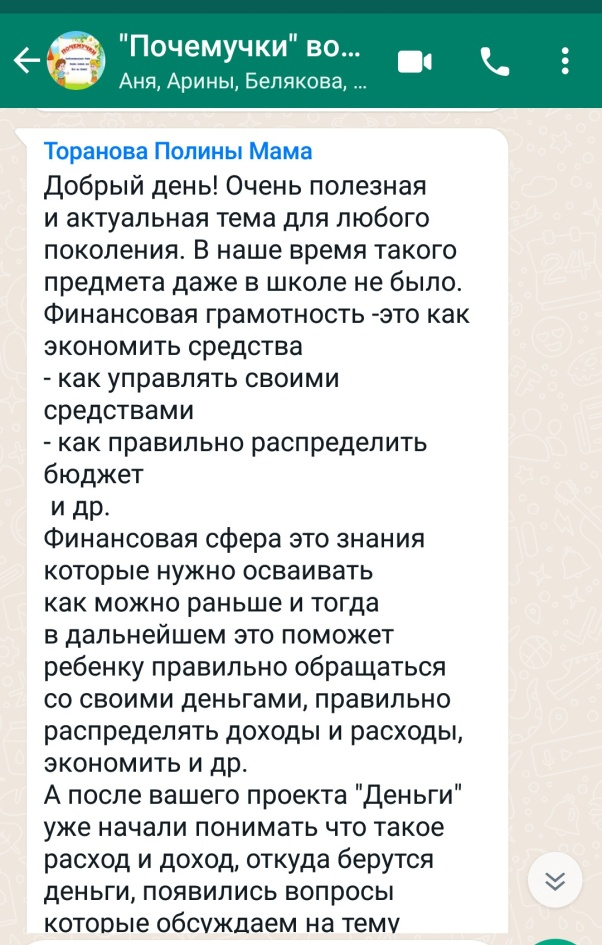 "Почемучки" во...
Аня, Арины, Белякова, ...
ПОЧЕМУЧКИ
Торанова Полины Мама
Добрый день! Очень полезная
и актуальная тема для любого
поколения. В наше время такого
предмета даже в школе не было.
Финансовая грамотность -это как
экономить средства
- как управлять своими
средствами
- как правильно распределить
бюджет
и др.
Финансовая сфера это знания
которые нужно осваивать
как можно раньше и тогда
в дальнейшем это поможет
ребенку правильно обращаться
со своими деньгами, правильно
распределять доходы и расходы,
экономить и др.
А после вашего проекта "Деньги"
уже начали понимать что такое
расход и доход, откуда берутся
деньги, появились вопросы
которые обсуждаем на тему